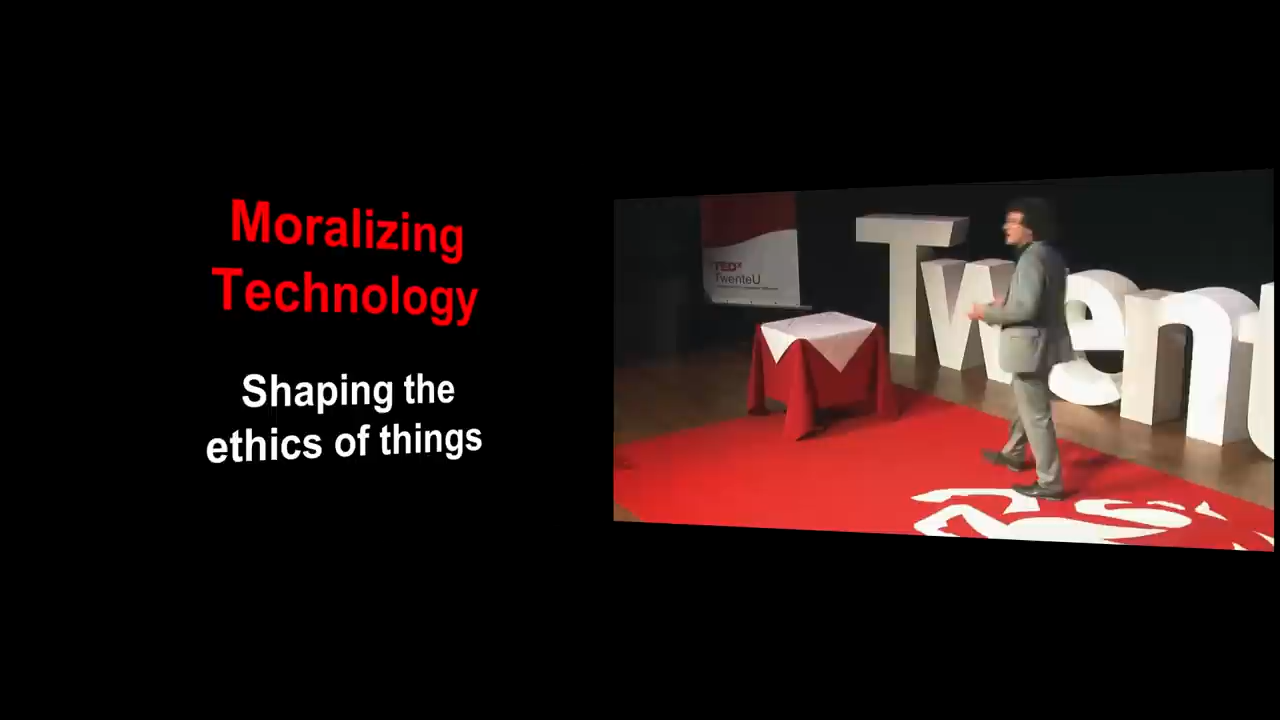 Moralizing
Technology
Shaping the
ethics of things
TEDx
TwenteU
Twent